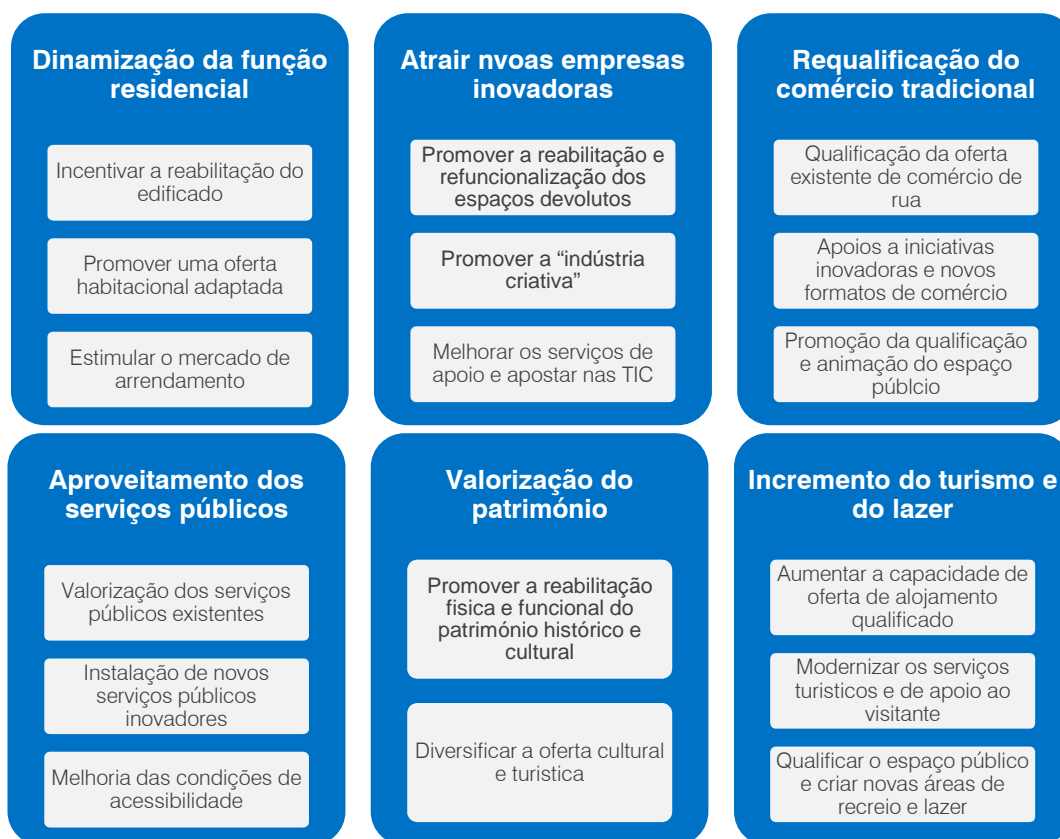 Dinamização da função
residencial
Incentivar a reabilitação do
edificado
Promover uma oferta
habitacional adaptada
Estimular o mercado de
arrendamento
Atrair nvoas empresas
inovadoras
Promover a reabilitação e
refuncionalização dos
espaços devolutos
Promover a “indústria
criativa”
Melhorar os serviços de
apoio e apostar nas TIC
Requalificação do
comércio tradicional
Qualificação da oferta
existente de comércio de
rua
Apoios a iniciativas
inovadoras e novos
formatos de comércio
Promoção da qualificação
e animação do espaço
públcio
Aproveitamento dos
serviços públicos
Valorização dos serviços
públicos existentes
Instalação de novos
serviços públicos
inovadores
Melhoria das condições de
acessibilidade
Valorização do
património
Promover a reabilitação
fisica e funcional do
património histórico e
cultural
Diversificar a oferta cultural
e turistica
Incremento do turismo e
do lazer
Aumentar a capacidade de
oferta de alojamento
qualificado
Modernizar os serviços
turisticos e de apoio ao
visitante
Qualificar o espaço público
e criar novas áreas de
recreio e lazer